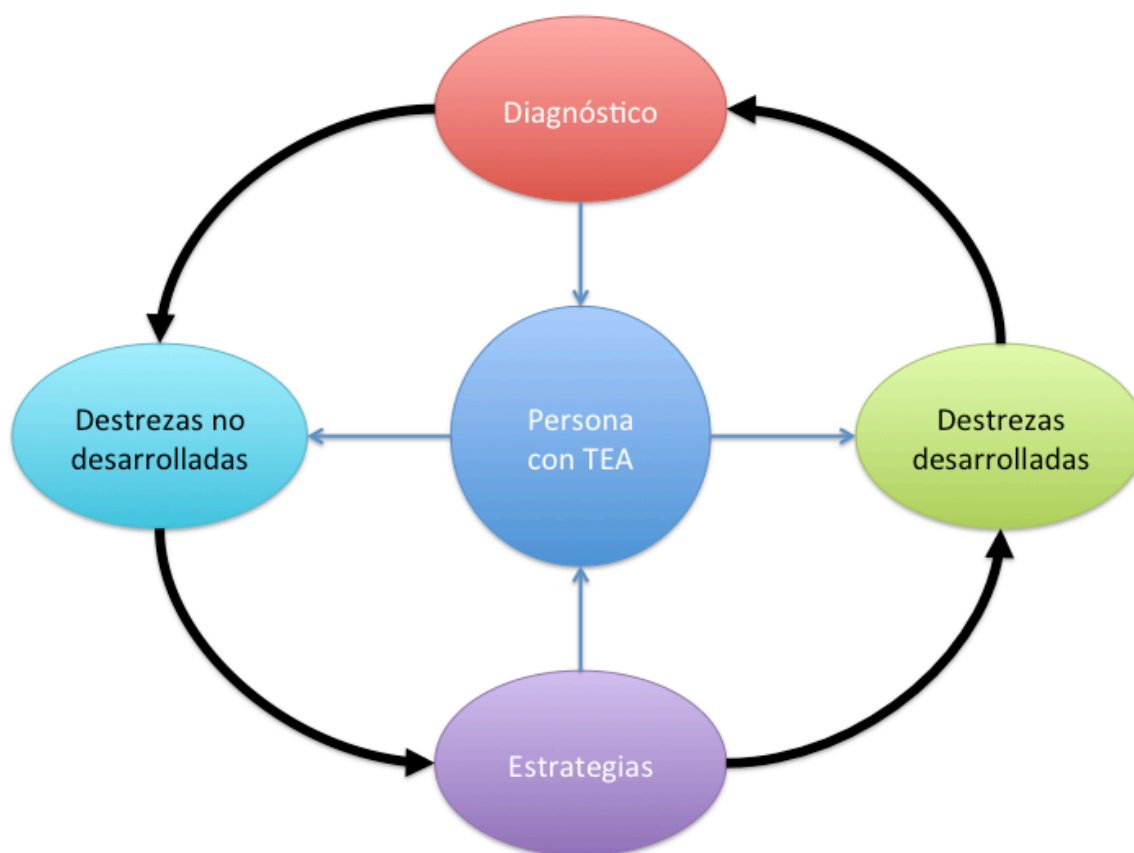 Diagnóstico
Destrezas no
desarrolladas
Persona
con TEA
Destrezas
desarrolladas
Estrategias